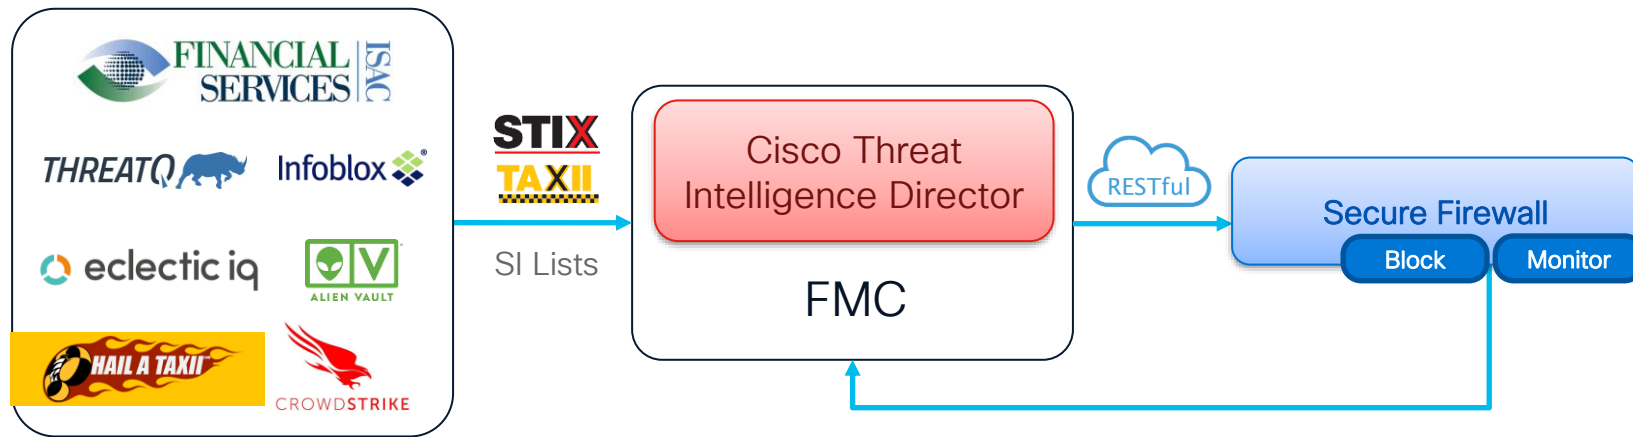 FINANCIAL
SERVICES
ISAC
THREATQ
Infoblox®
eclectic iq
ALIEN VAULT
HAIL A TAXII
CROWDSTRIKE
STIX
TAXII
SI Lists
Cisco Threat
Intelligence Director
FMC
RESTful
Secure Firewall
Block
Monitor